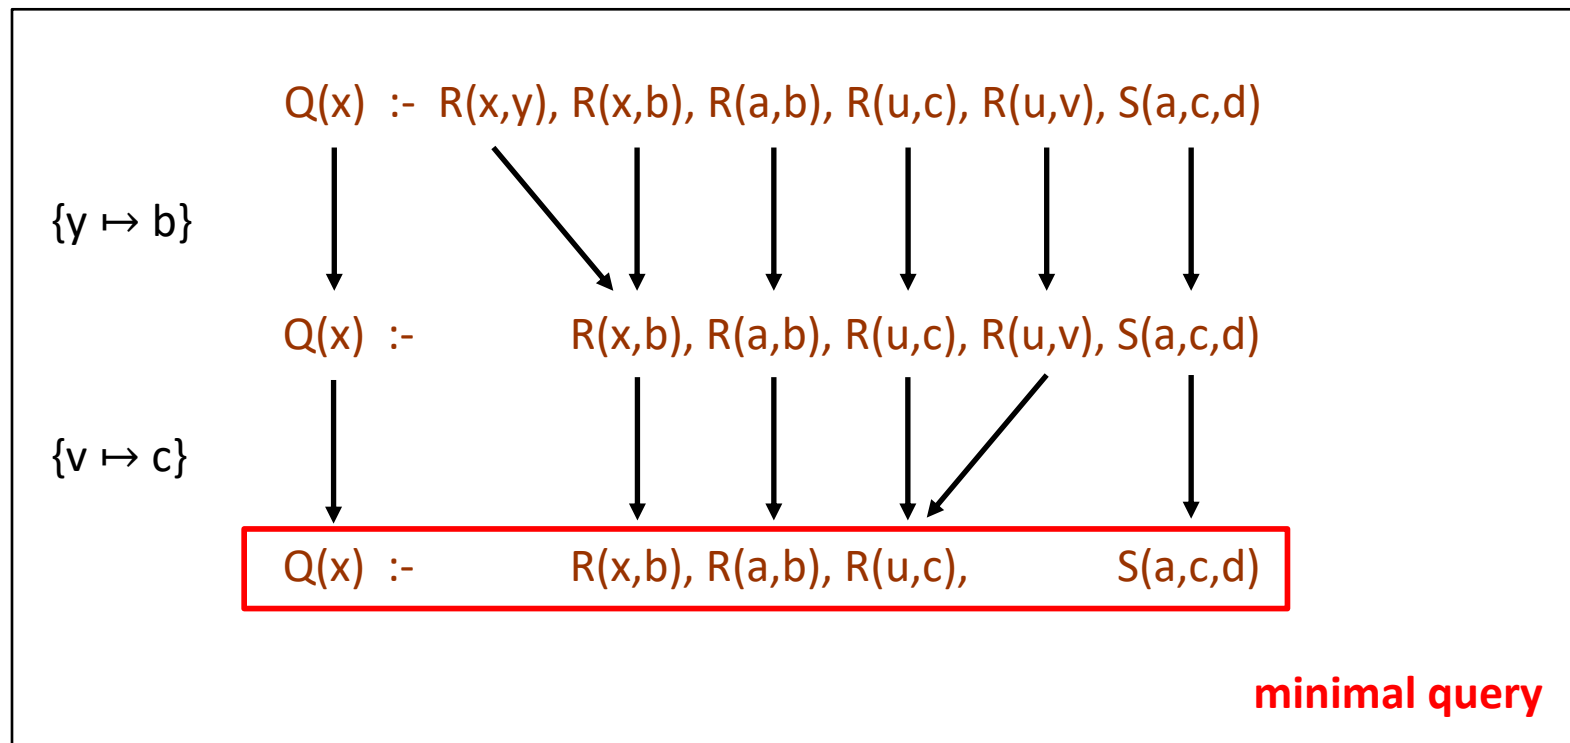 Q(x) :- R(x,y), R(x,b), R(a,b), R(u,c), R(u,v), S(a,c,d)
{y ↦ b}
Q(x) :- R(x,b), R(a,b), R(u,c), R(u,v), S(a,c,d)
{v ↦ c}
Q(x) :- R(x,b), R(a,b), R(u,c), S(a,c,d)
minimal query